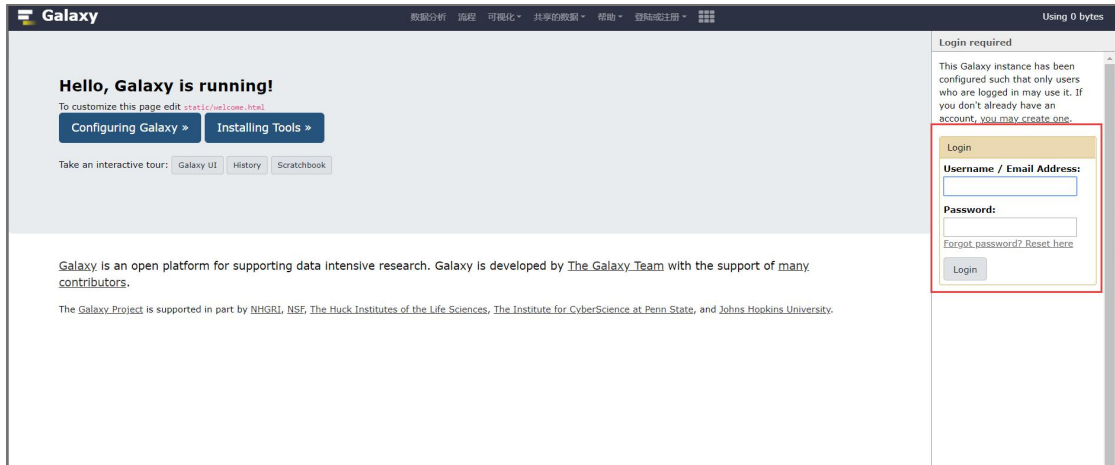 Galaxy
数据分析 流程 可视化 共享的数据 帮助 登陆或注册
Using 0 bytes
Hello, Galaxy is running!
To customize this page edit static/welcome.html
Configuring Galaxy » Installing Tools »
Take an interactive tour: Galaxy UI History Scratchbook
Galaxy is an open platform for supporting data intensive research. Galaxy is developed by The Galaxy Team with the support of many
contributors.
The Galaxy Project is supported in part by NHGRI, NSF, The Huck Institutes of the Life Sciences, The Institute for CyberScience at Penn State, and Johns Hopkins University.
Login required
This Galaxy instance has been
configured such that only users
who are logged in may use it. If
you don't already have an
account, you may create one.
Login
Username / Email Address:
Password:
Forgot password? Reset here
Login